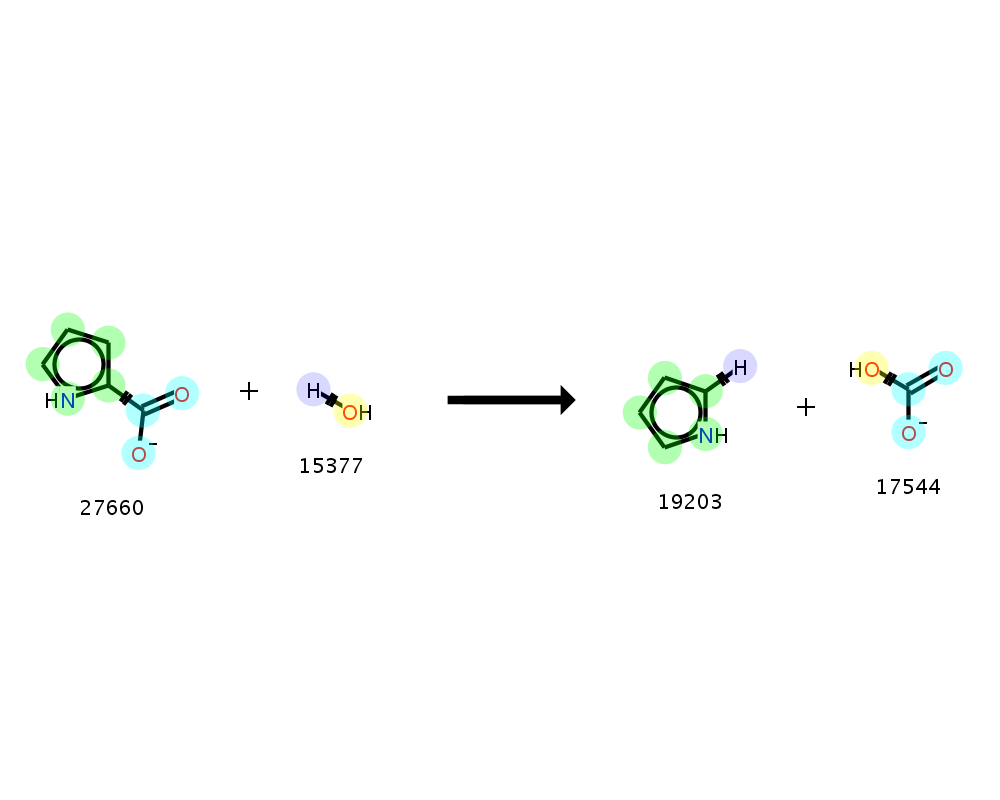 HN O O⁻
27660
+
H OH
15377
H NH
19203
+
HO O O⁻
17544